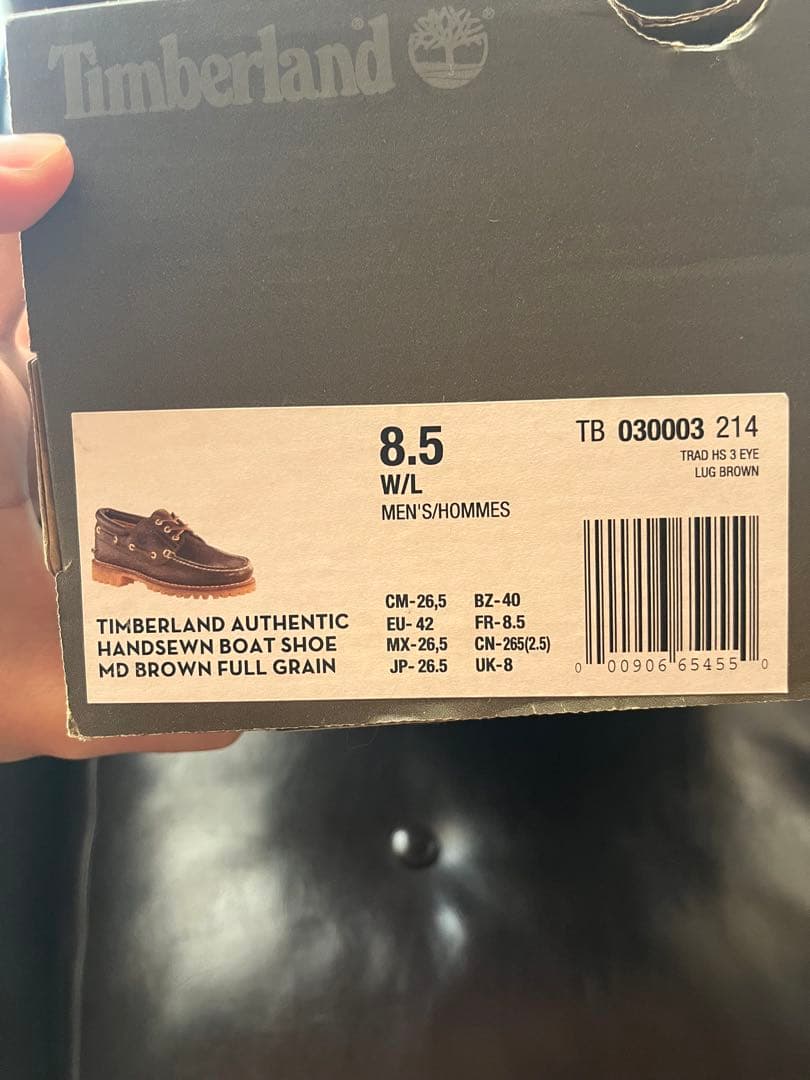 Timberland
8.5
W/L
MEN'S/HOMMES
TB 030003 214
TRAD HS 3 EYE
LUG BROWN
TIMBERLAND AUTHENTIC
HANDSEWN BOAT SHOE
MD BROWN FULL GRAIN
CM-26,5 BZ-40
EU-42 FR-8.5
MX-26,5 CN-265(2.5)
JP-26.5 UK-8
0 00906 65455 0